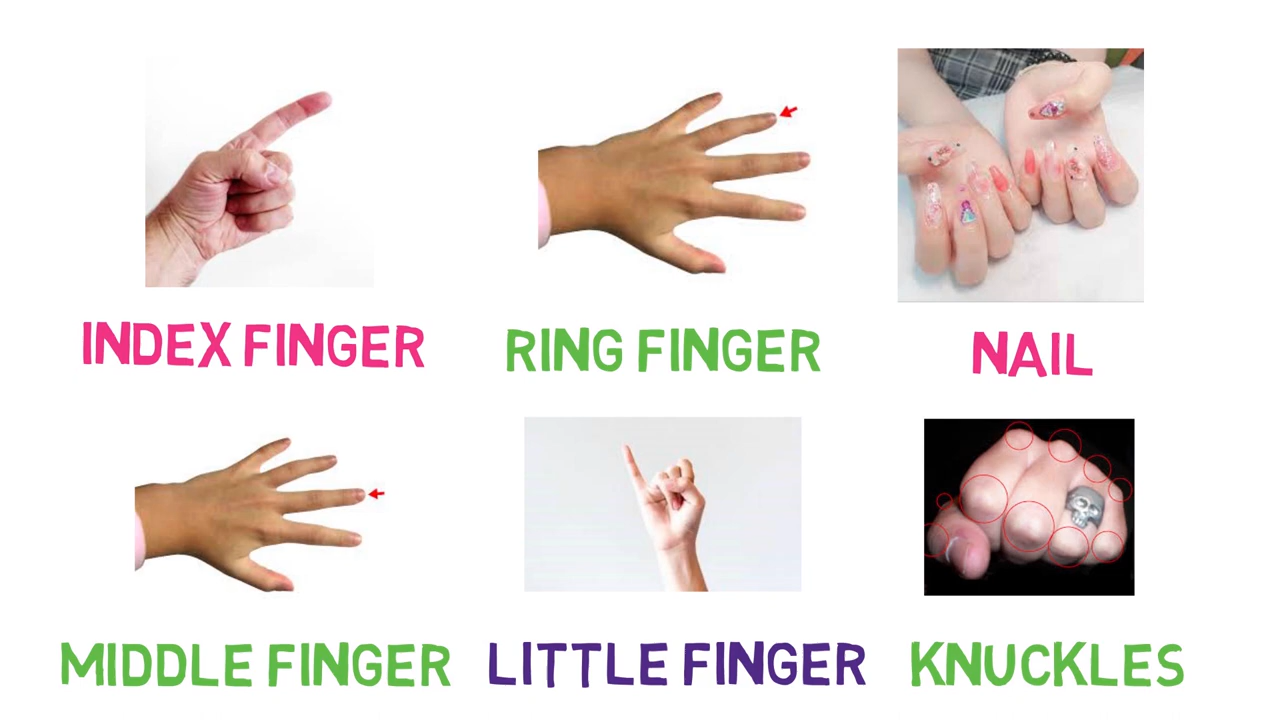 INDEX FINGER
RING FINGER
NAIL
MIDDLE FINGER
LITTLE FINGER
KNUCKLES